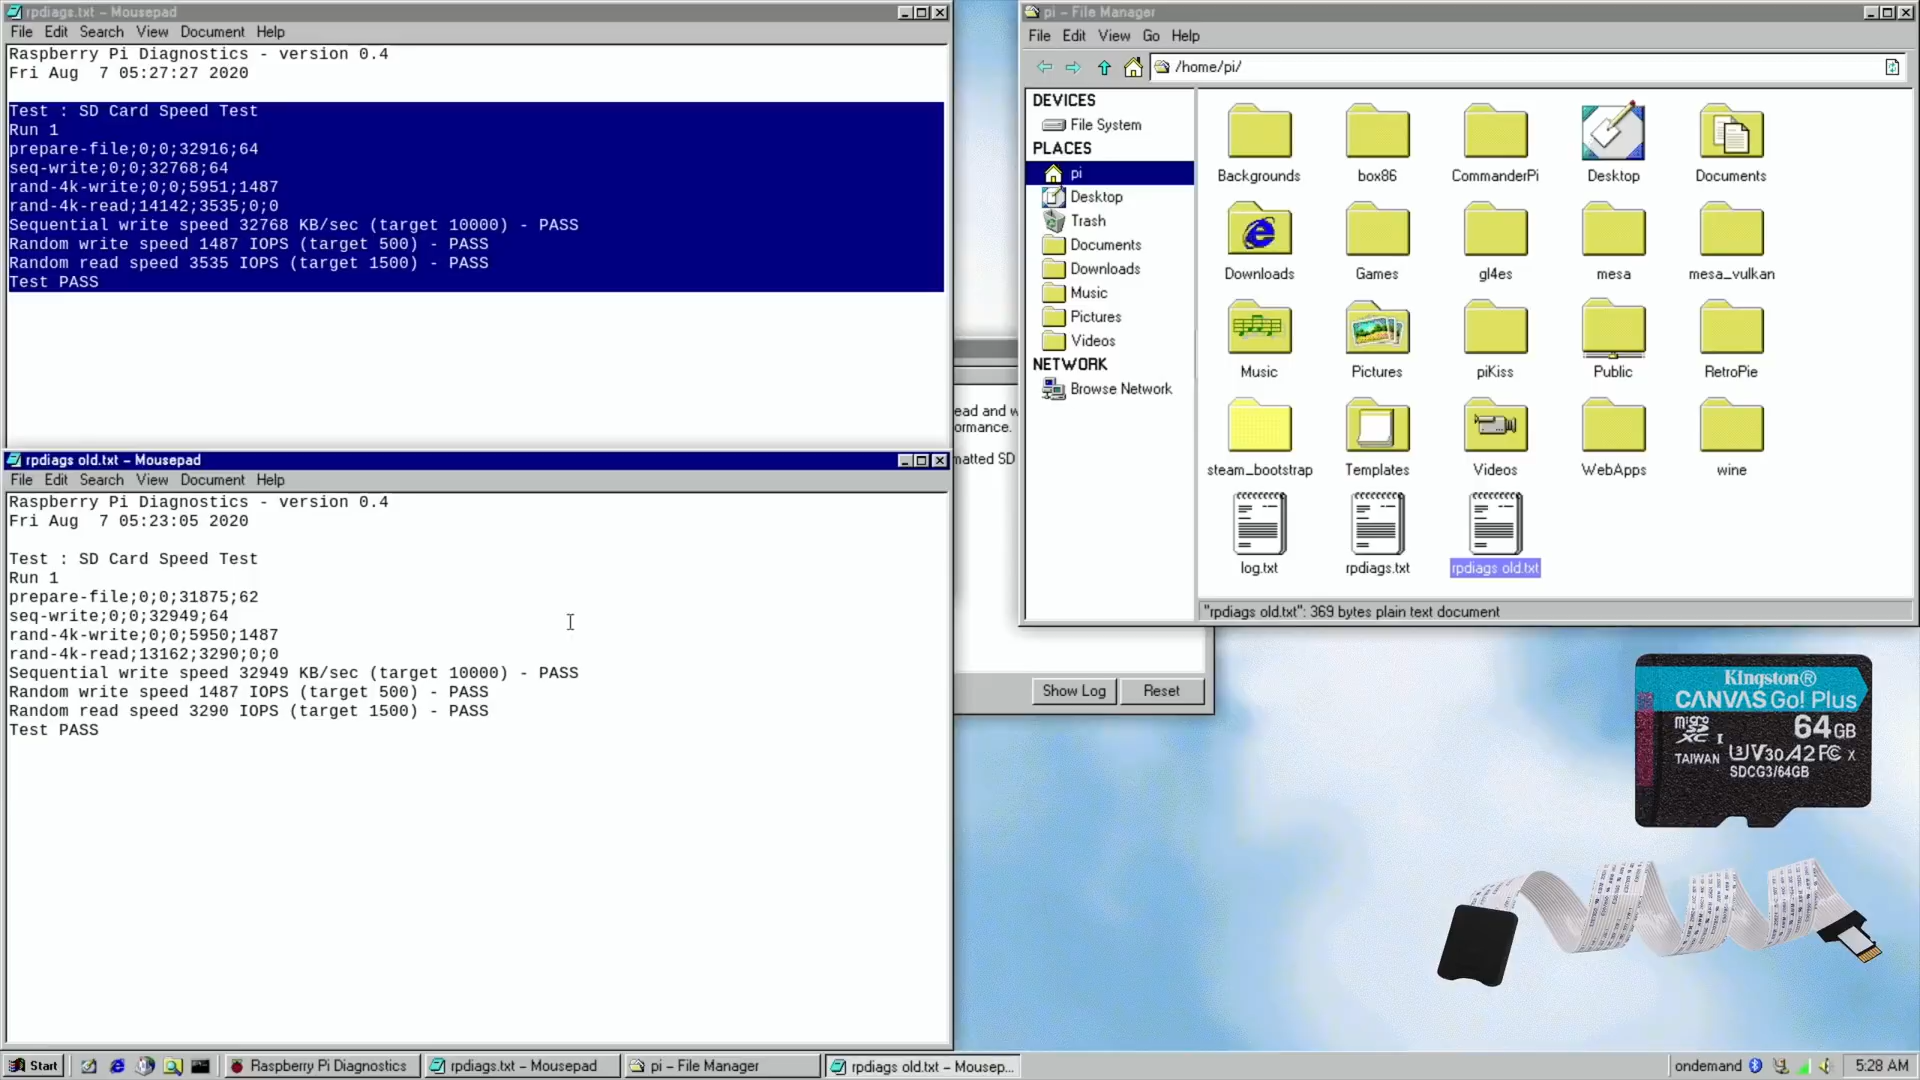 rpdiags.txt – Mousepad
File Edit Search View Document Help
Raspberry Pi Diagnostics - version 0.4
Fri Aug  7 05:27:27 2020
Test : SD Card Speed Test
Run 1
prepare-file;0;0;32916;64
seq-write;0;0;32768;64
rand-4k-write;0;0;5951;1487
rand-4k-read;14142;3535;0;0
Sequential write speed 32768 KB/sec (target 10000) - PASS
Random write speed 1487 IOPS (target 500) - PASS
Random read speed 3535 IOPS (target 1500) - PASS
Test PASS
rpdiags old.txt – Mousepad
File Edit Search View Document Help
Raspberry Pi Diagnostics - version 0.4
Fri Aug  7 05:23:05 2020
Test : SD Card Speed Test
Run 1
prepare-file;0;0;31875;62
seq-write;0;0;32949;64
rand-4k-write;0;0;5950;1487
rand-4k-read;13162;3290;0;0
Sequential write speed 32949 KB/sec (target 10000) - PASS
Random write speed 1487 IOPS (target 500) - PASS
Random read speed 3290 IOPS (target 1500) - PASS
Test PASS
ead and w
ormance.
matted SD
Show Log Reset
pi – File Manager
File Edit View Go Help
/home/pi/
DEVICES
File System
PLACES
pi
Desktop
Trash
Documents
Downloads
Music
Pictures
Videos
NETWORK
Browse Network
Backgrounds box86 CommanderPi Desktop Documents
Downloads Games gl4es mesa mesa_vulkan
Music Pictures piKiss Public RetroPie
steam_bootstrap Templates Videos WebApps wine
log.txt rpdiags.txt rpdiags old.txt
"rpdiags old.txt": 369 bytes plain text document
Kingston®
CANVAS Go! Plus
micro SD XC I 64GB
TAIWAN U3 V30 A2 FC X
SDCG3/64GB
Start Raspberry Pi Diagnostics rpdiags.txt – Mousepad pi – File Manager rpdiags old.txt – Mousep... ondemand 5:28 AM